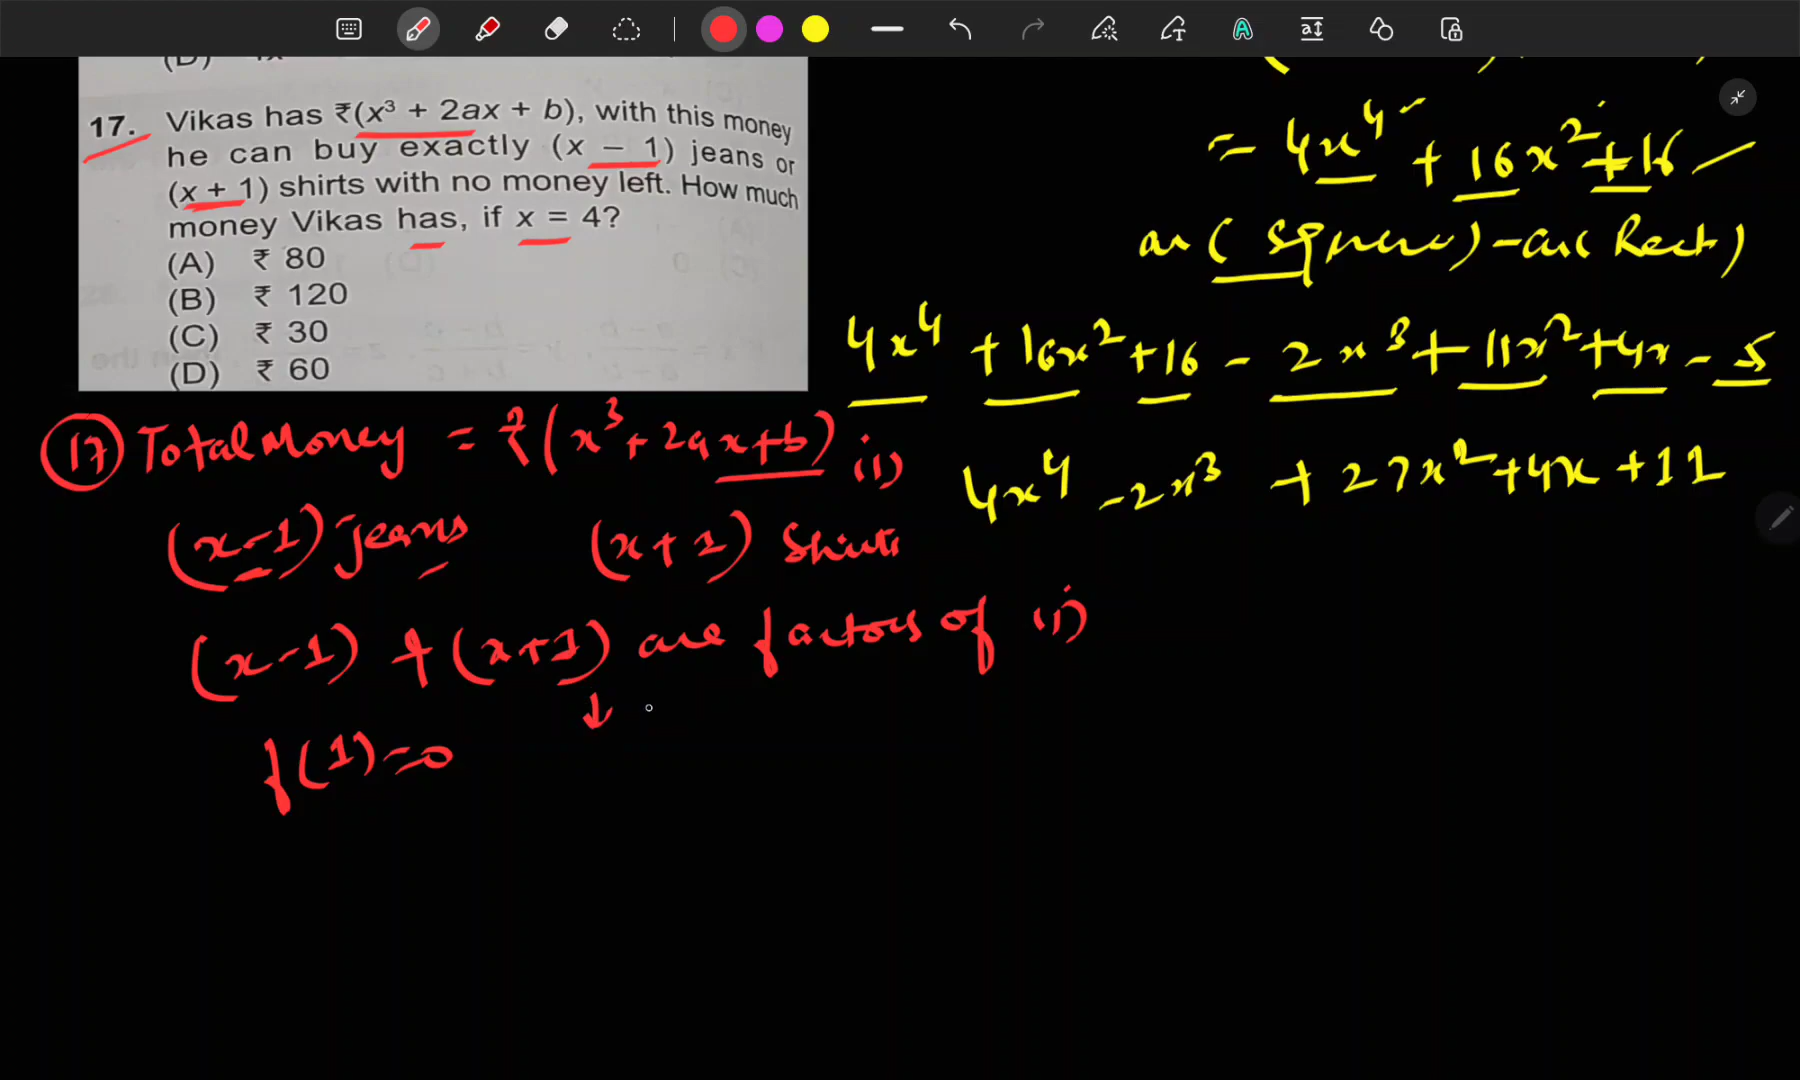 17. Vikas has ₹(x³ + 2ax + b), with this money
he can buy exactly (x − 1) jeans or
(x + 1) shirts with no money left. How much
money Vikas has, if x = 4?
(A) ₹ 80
(B) ₹ 120
(C) ₹ 30
(D) ₹ 60
= 4x⁴ + 16x² + 16
ar( square) - ar( Rect)
4x⁴ + 16x² + 16 - 2x³ + 11x² + 4x - 5
4x⁴ - 2x³ + 27x² + 4x + 11
(17) Total Money = ₹ (x³ + 2ax + b) (i)
(x-1) jeans (x+1) Shirts
(x-1) & (x+1) are factors of (i)
↓
f(1) = 0